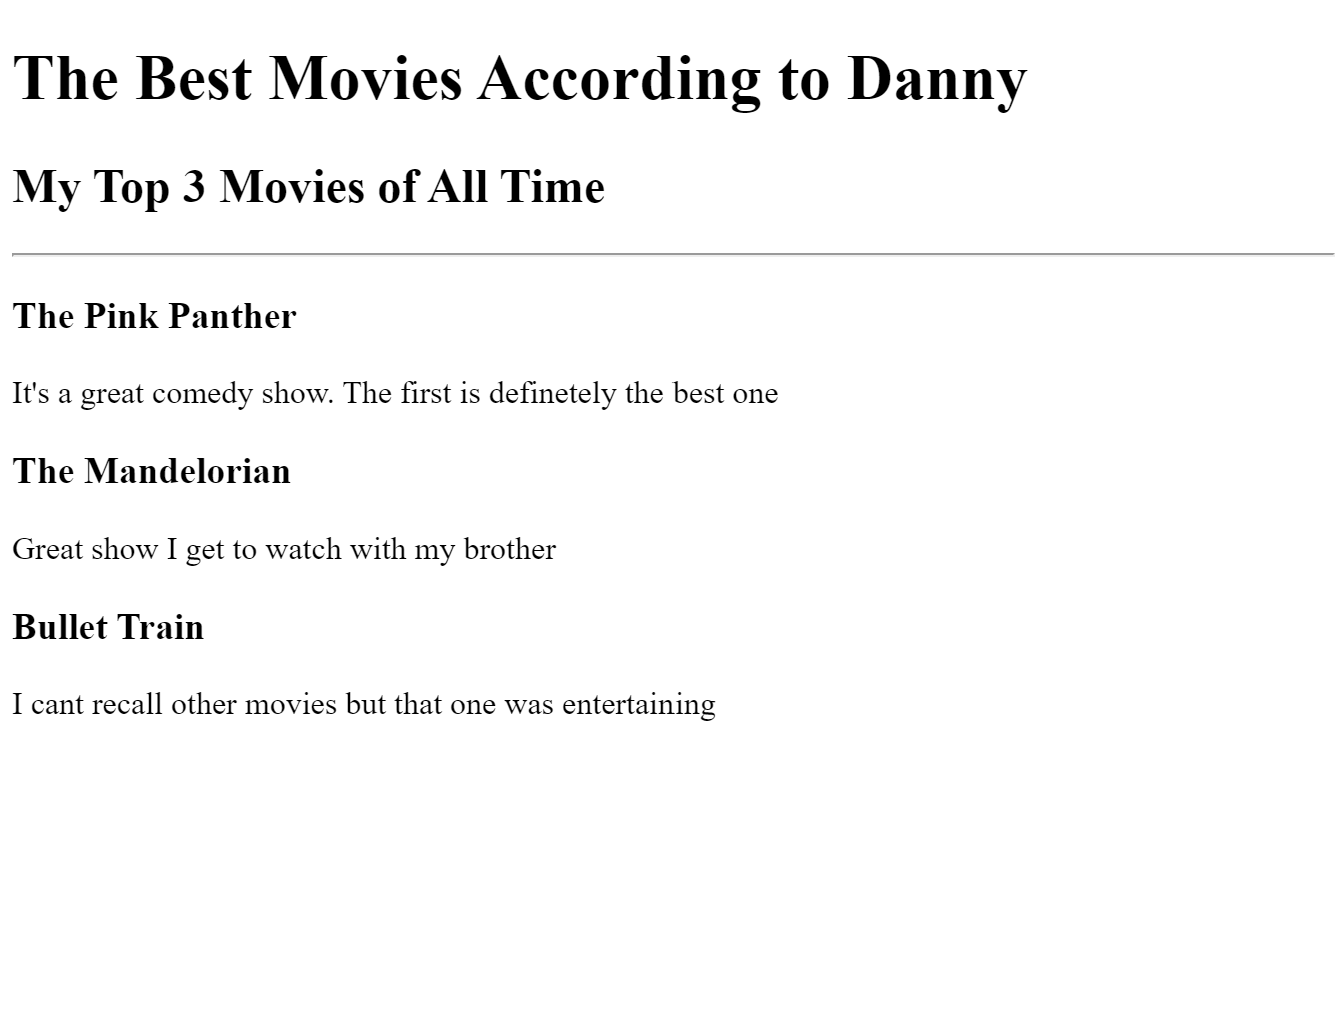 The Best Movies According to Danny
My Top 3 Movies of All Time
The Pink Panther
It's a great comedy show. The first is definetely the best one
The Mandelorian
Great show I get to watch with my brother
Bullet Train
I cant recall other movies but that one was entertaining